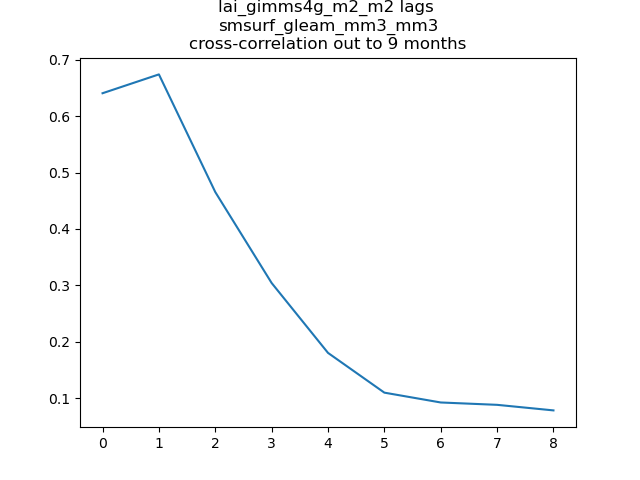 lai_gimms4g_m2_m2 lags
smsurf_gleam_mm3_mm3
cross-correlation out to 9 months
0.7
0.6
0.5
0.4
0.3
0.2
0.1
0 1 2 3 4 5 6 7 8